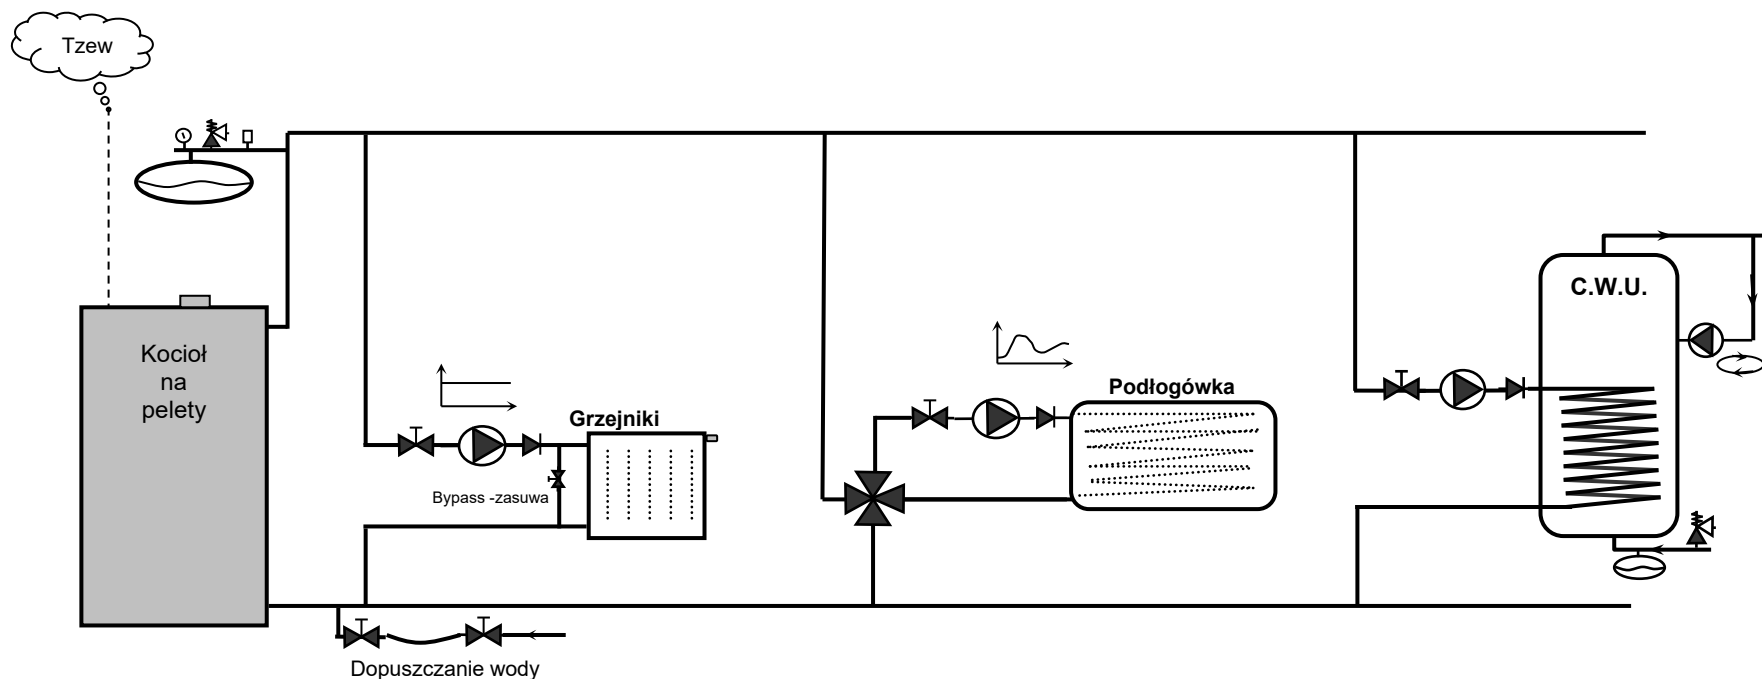 Tzew
Kocioł
na
pelety
Grzejniki
Bypass -zasuwa
Podłogówka
C.W.U.
Dopuszczanie wody